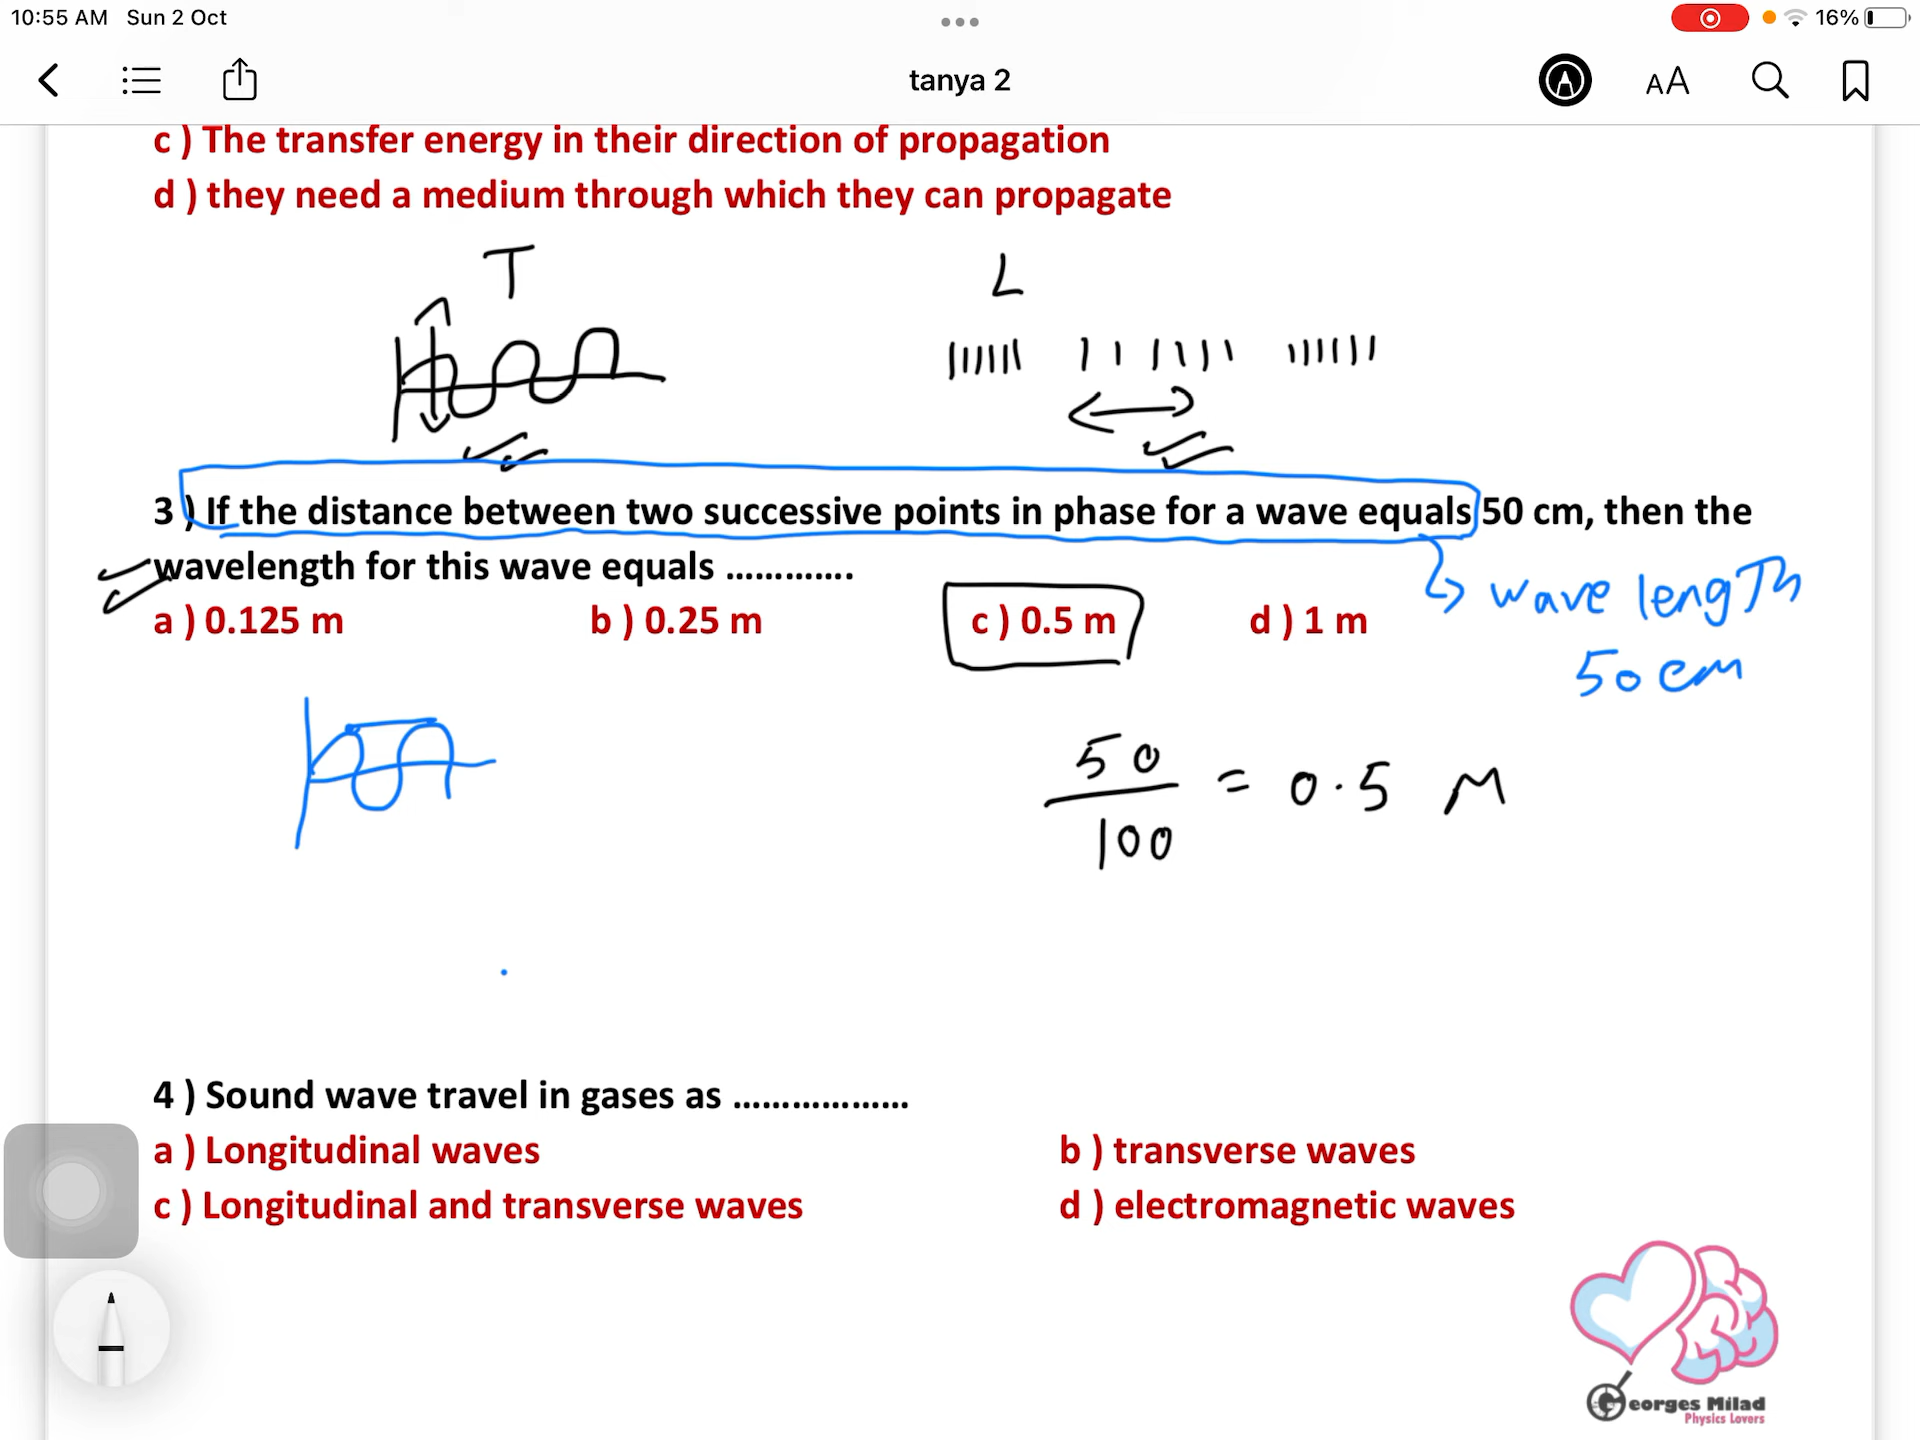 10:55 AM Sun 2 Oct
16%
tanya 2
AA
c ) The transfer energy in their direction of propagation
d ) they need a medium through which they can propagate
T
L
3 ) If the distance between two successive points in phase for a wave equals 50 cm, then the
wavelength for this wave equals .............
wave length
a ) 0.125 m b ) 0.25 m c ) 0.5 m d ) 1 m
50 cm
50
100
= 0.5 M
4 ) Sound wave travel in gases as ..................
a ) Longitudinal waves b ) transverse waves
c ) Longitudinal and transverse waves d ) electromagnetic waves
Georges Milad
Physics Lovers